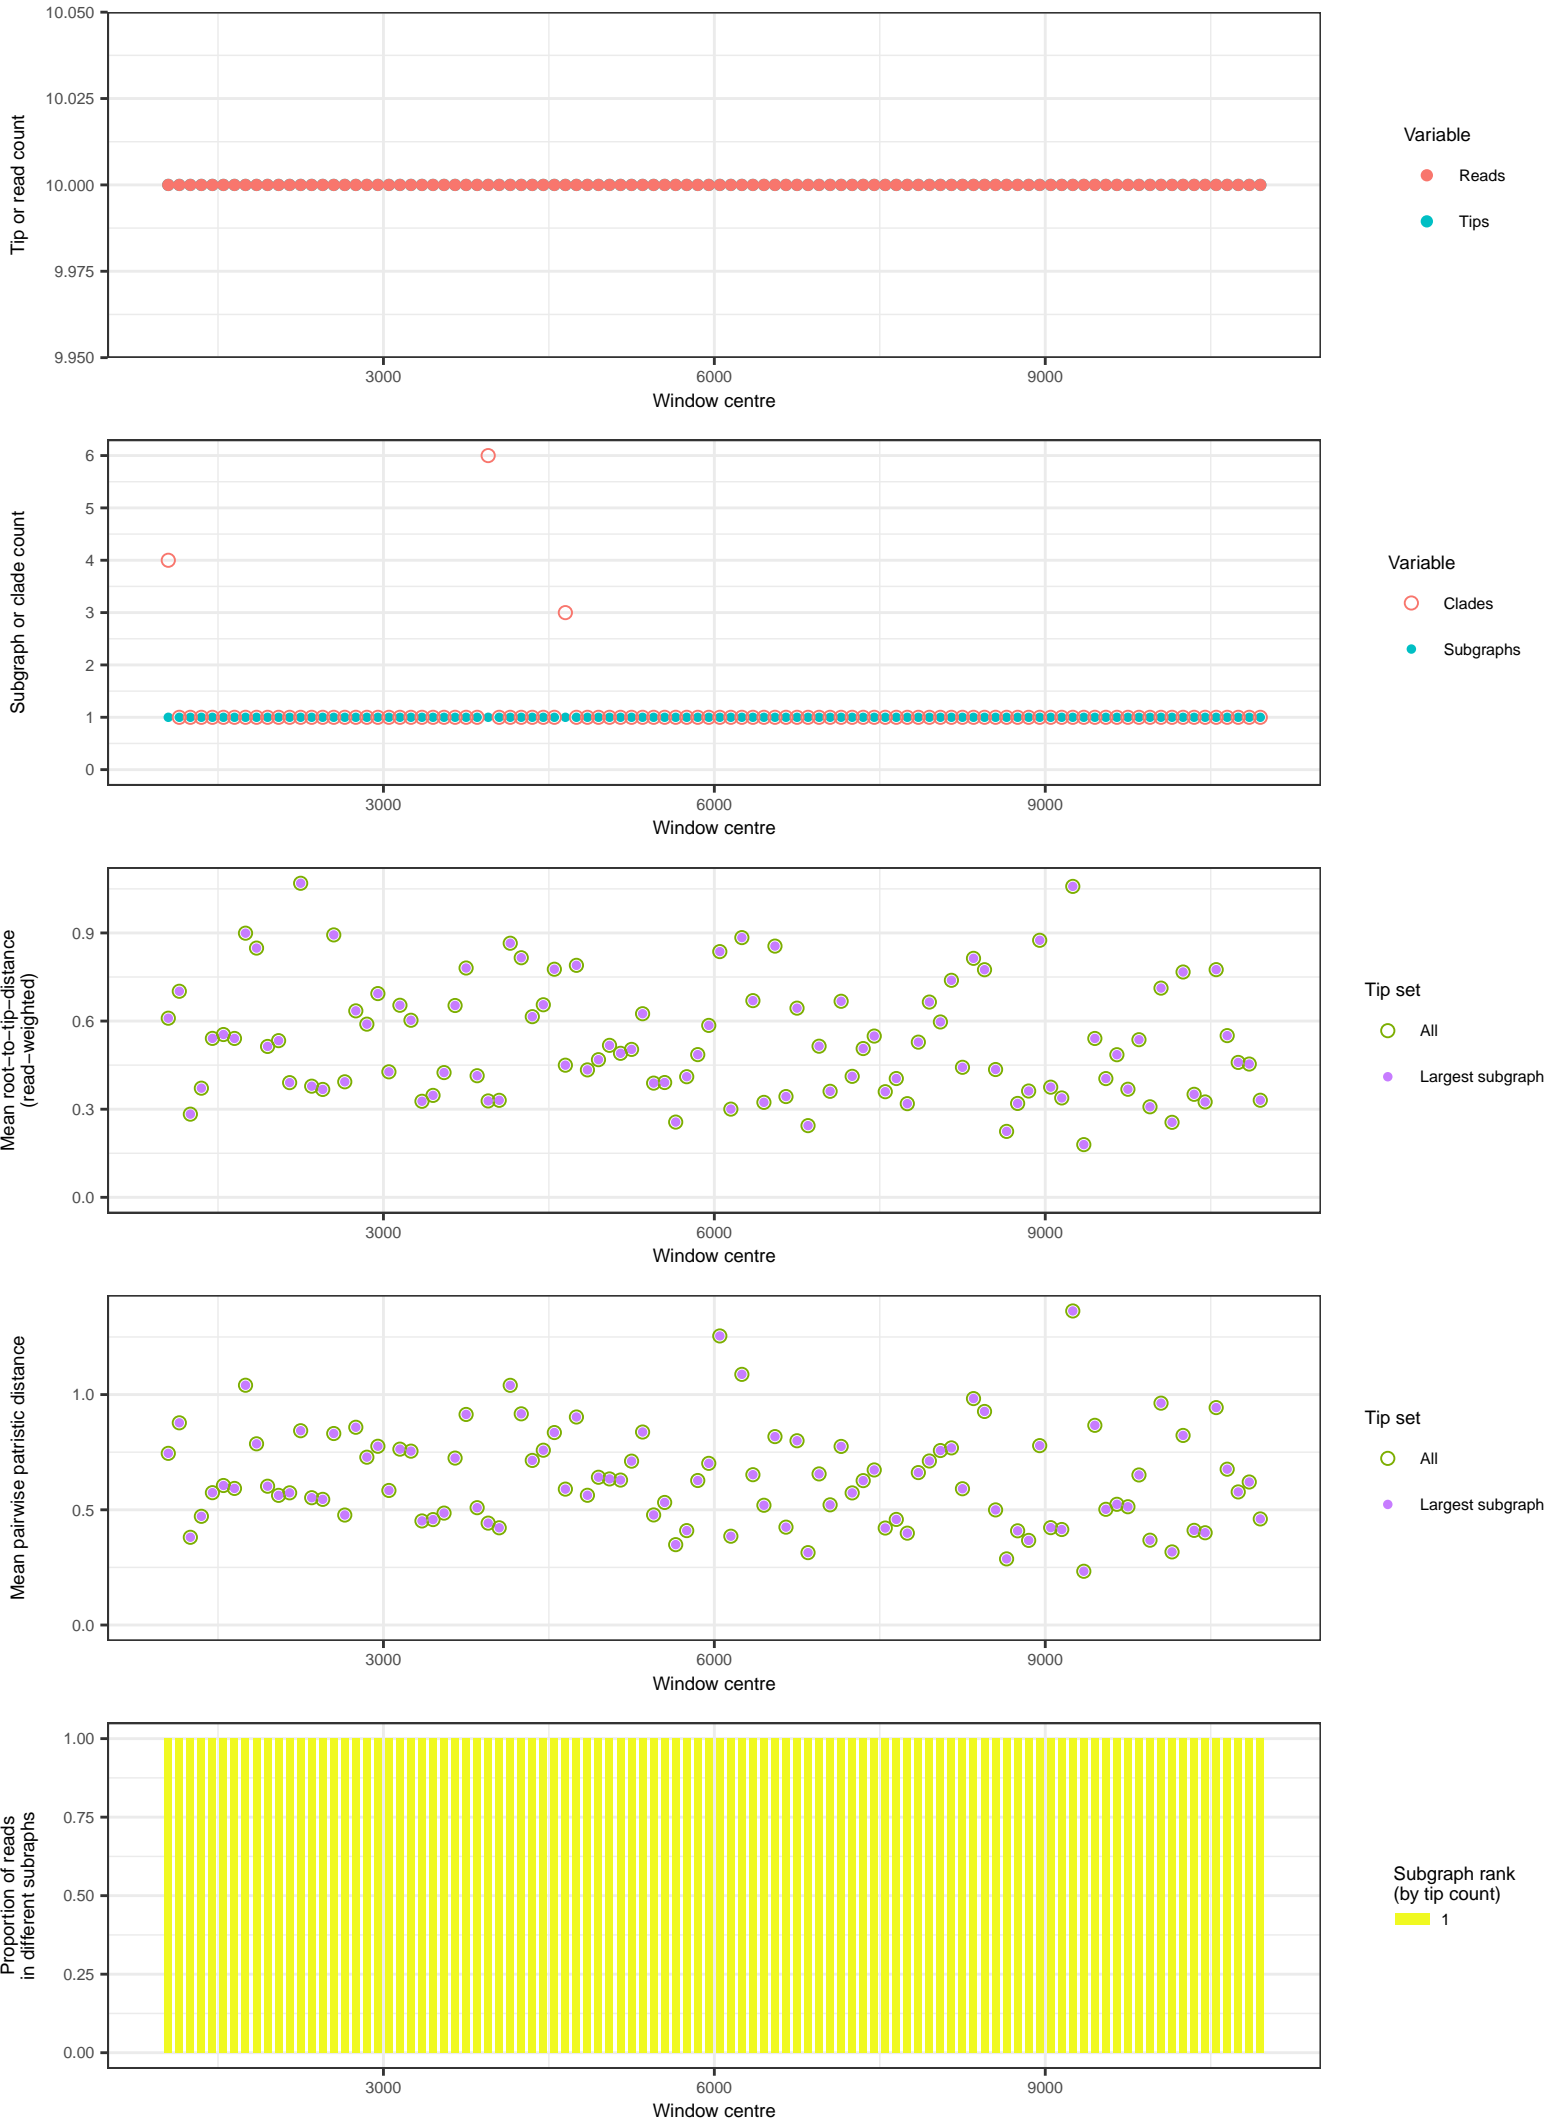 10.050
10.025
10.000
9.975
9.950
Tip or read count
3000
6000
9000
Window centre
Variable
Reads
Tips
6
5
4
3
2
1
0
Subgraph or clade count
3000
6000
9000
Window centre
Variable
Clades
Subgraphs
0.9
0.6
0.3
0.0
Mean root−to−tip−distance
(read−weighted)
3000
6000
9000
Window centre
Tip set
All
Largest subgraph
1.0
0.5
0.0
Mean pairwise patristic distance
3000
6000
9000
Window centre
Tip set
All
Largest subgraph
1.00
0.75
0.50
0.25
0.00
Proportion of reads
in different subraphs
3000
6000
9000
Window centre
Subgraph rank
(by tip count)
1